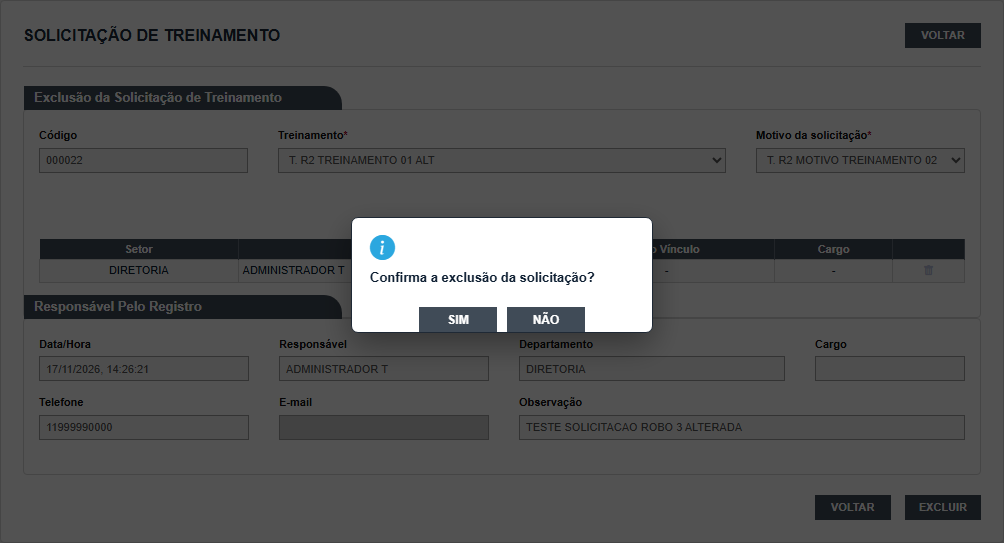 SOLICITAÇÃO DE TREINAMENTO
VOLTAR
Exclusão da Solicitação de Treinamento
Código
Treinamento*
Motivo da solicitação*
000022
T. R2 TREINAMENTO 01 ALT
T. R2 MOTIVO TREINAMENTO 02
Setor
Vínculo
Cargo
DIRETORIA
ADMINISTRADOR T
-
-
i
Confirma a exclusão da solicitação?
SIM
NÃO
Responsável Pelo Registro
Data/Hora
Responsável
Departamento
Cargo
17/11/2026, 14:26:21
ADMINISTRADOR T
DIRETORIA
Telefone
E-mail
Observação
11999990000
TESTE SOLICITACAO ROBO 3 ALTERADA
VOLTAR
EXCLUIR